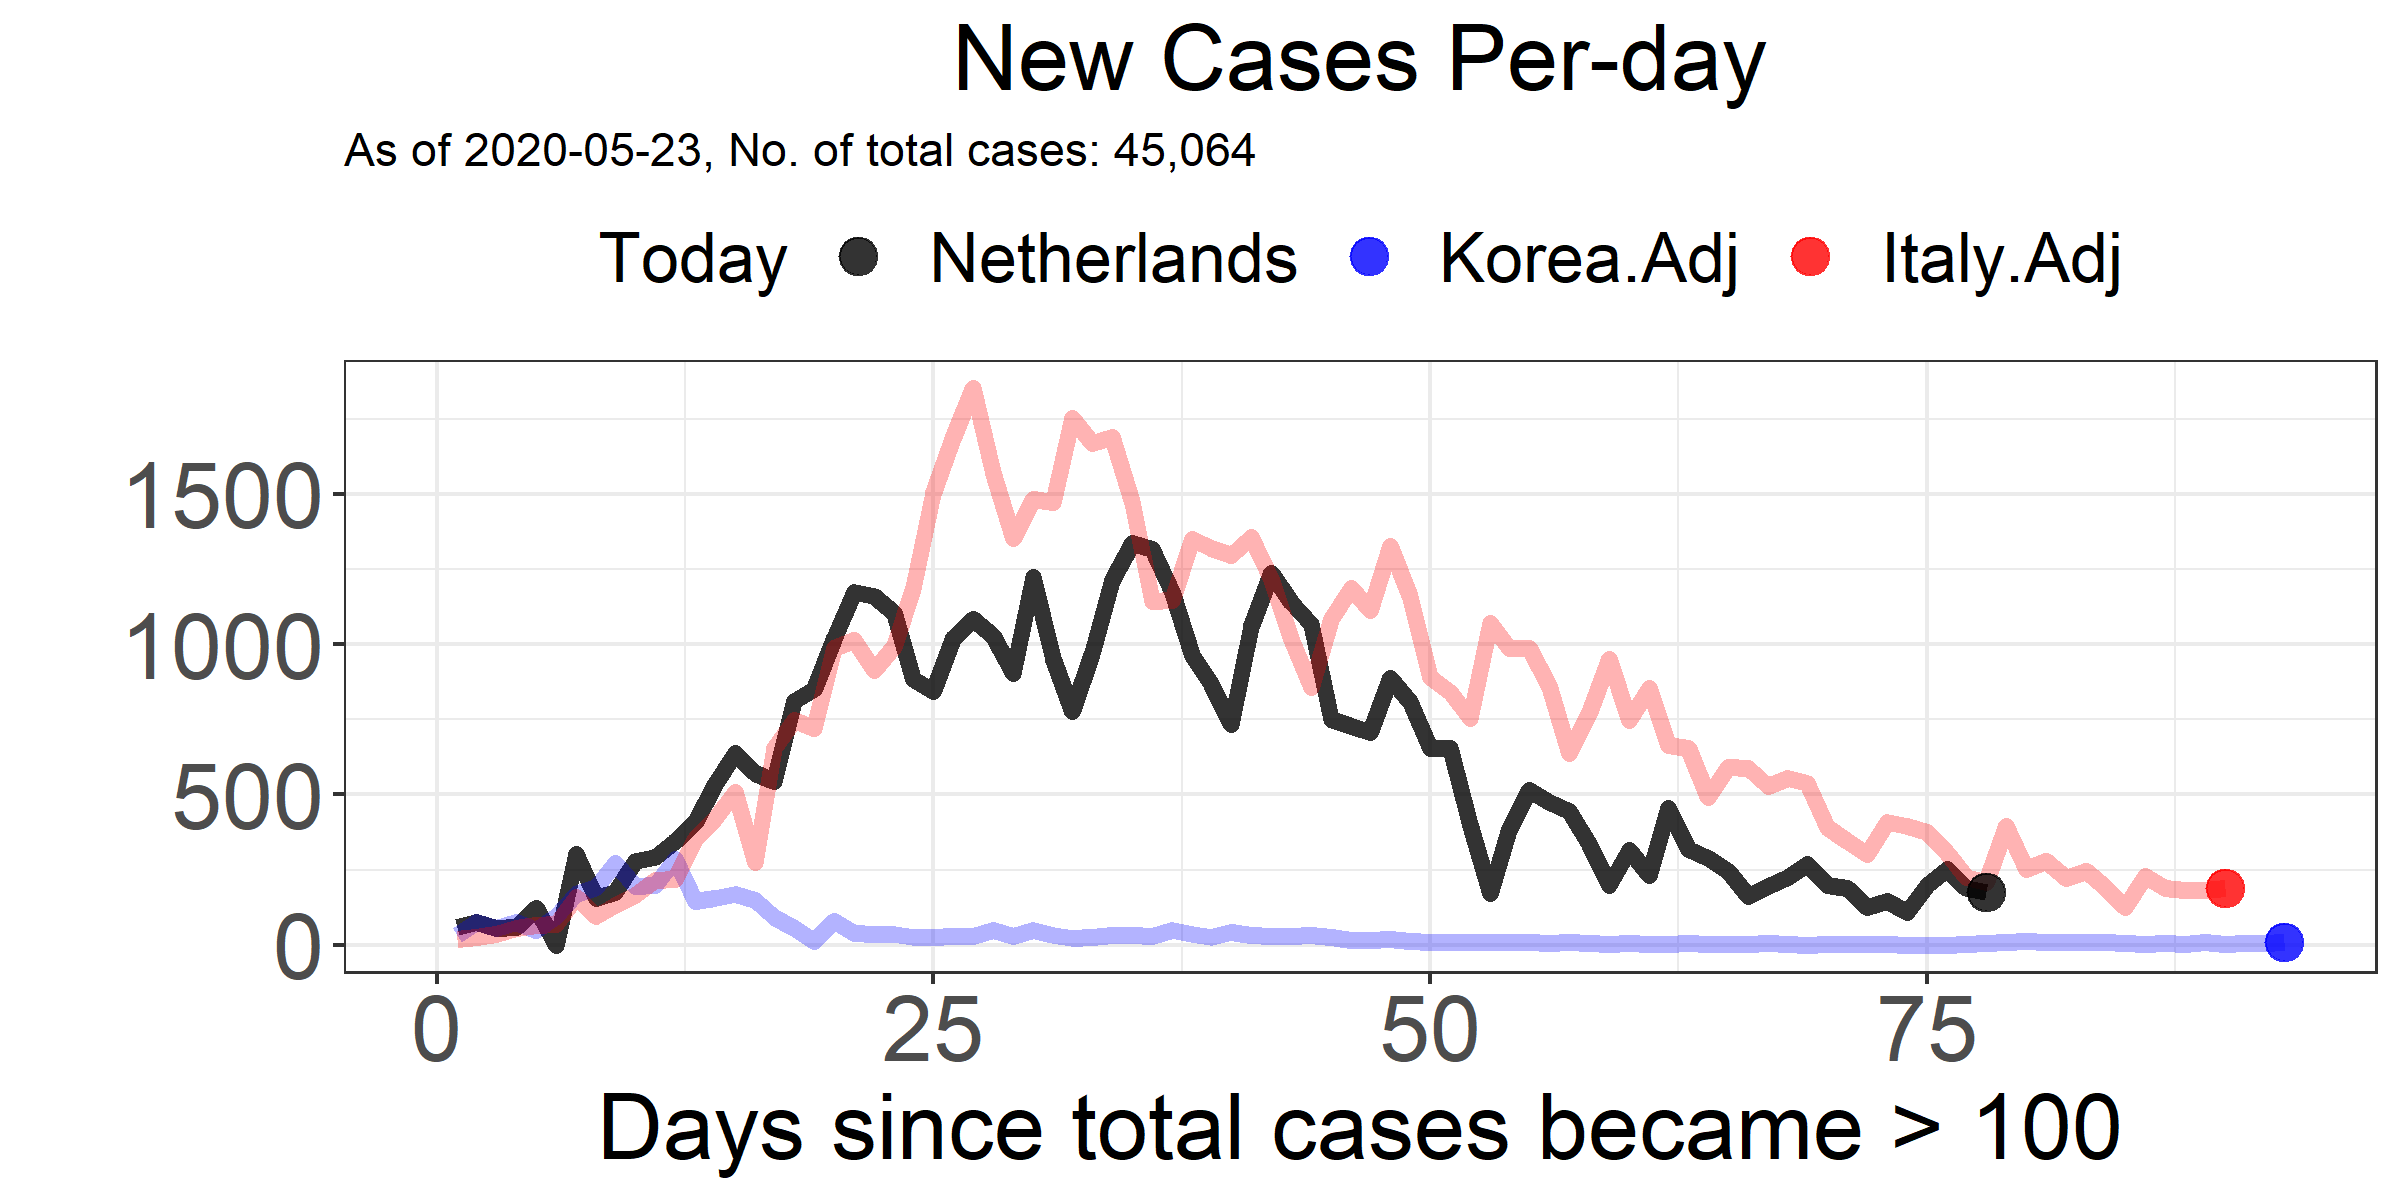 New Cases Per-day
As of 2020-05-23, No. of total cases: 45,064
Today Netherlands Korea.Adj Italy.Adj
1500
1000
500
0
0 25 50 75
Days since total cases became > 100